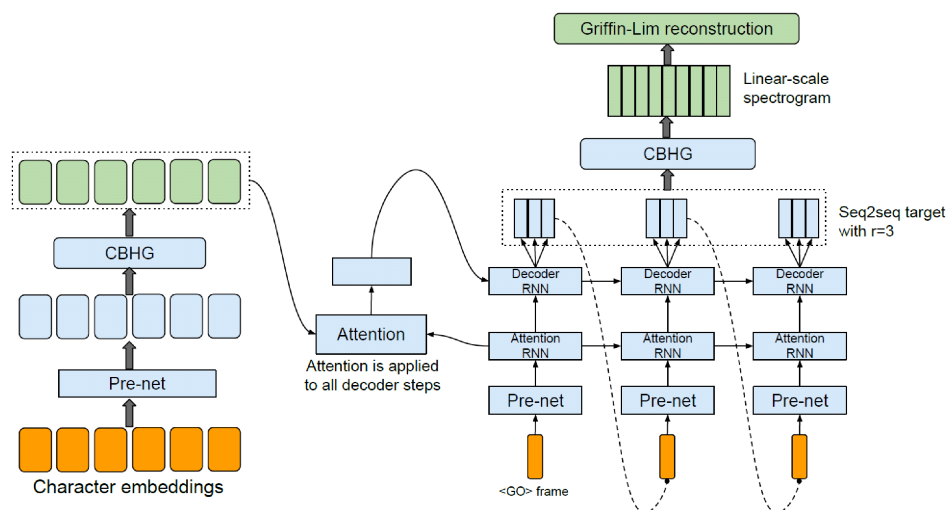 Griffin-Lim reconstruction
Linear-scale
spectrogram
CBHG
Seq2seq target
with r=3
CBHG
Decoder
RNN
Decoder
RNN
Decoder
RNN
Attention
Attention
RNN
Attention
RNN
Attention
RNN
Attention is applied
to all decoder steps
Pre-net
Pre-net
Pre-net
Pre-net
Character embeddings
<GO> frame